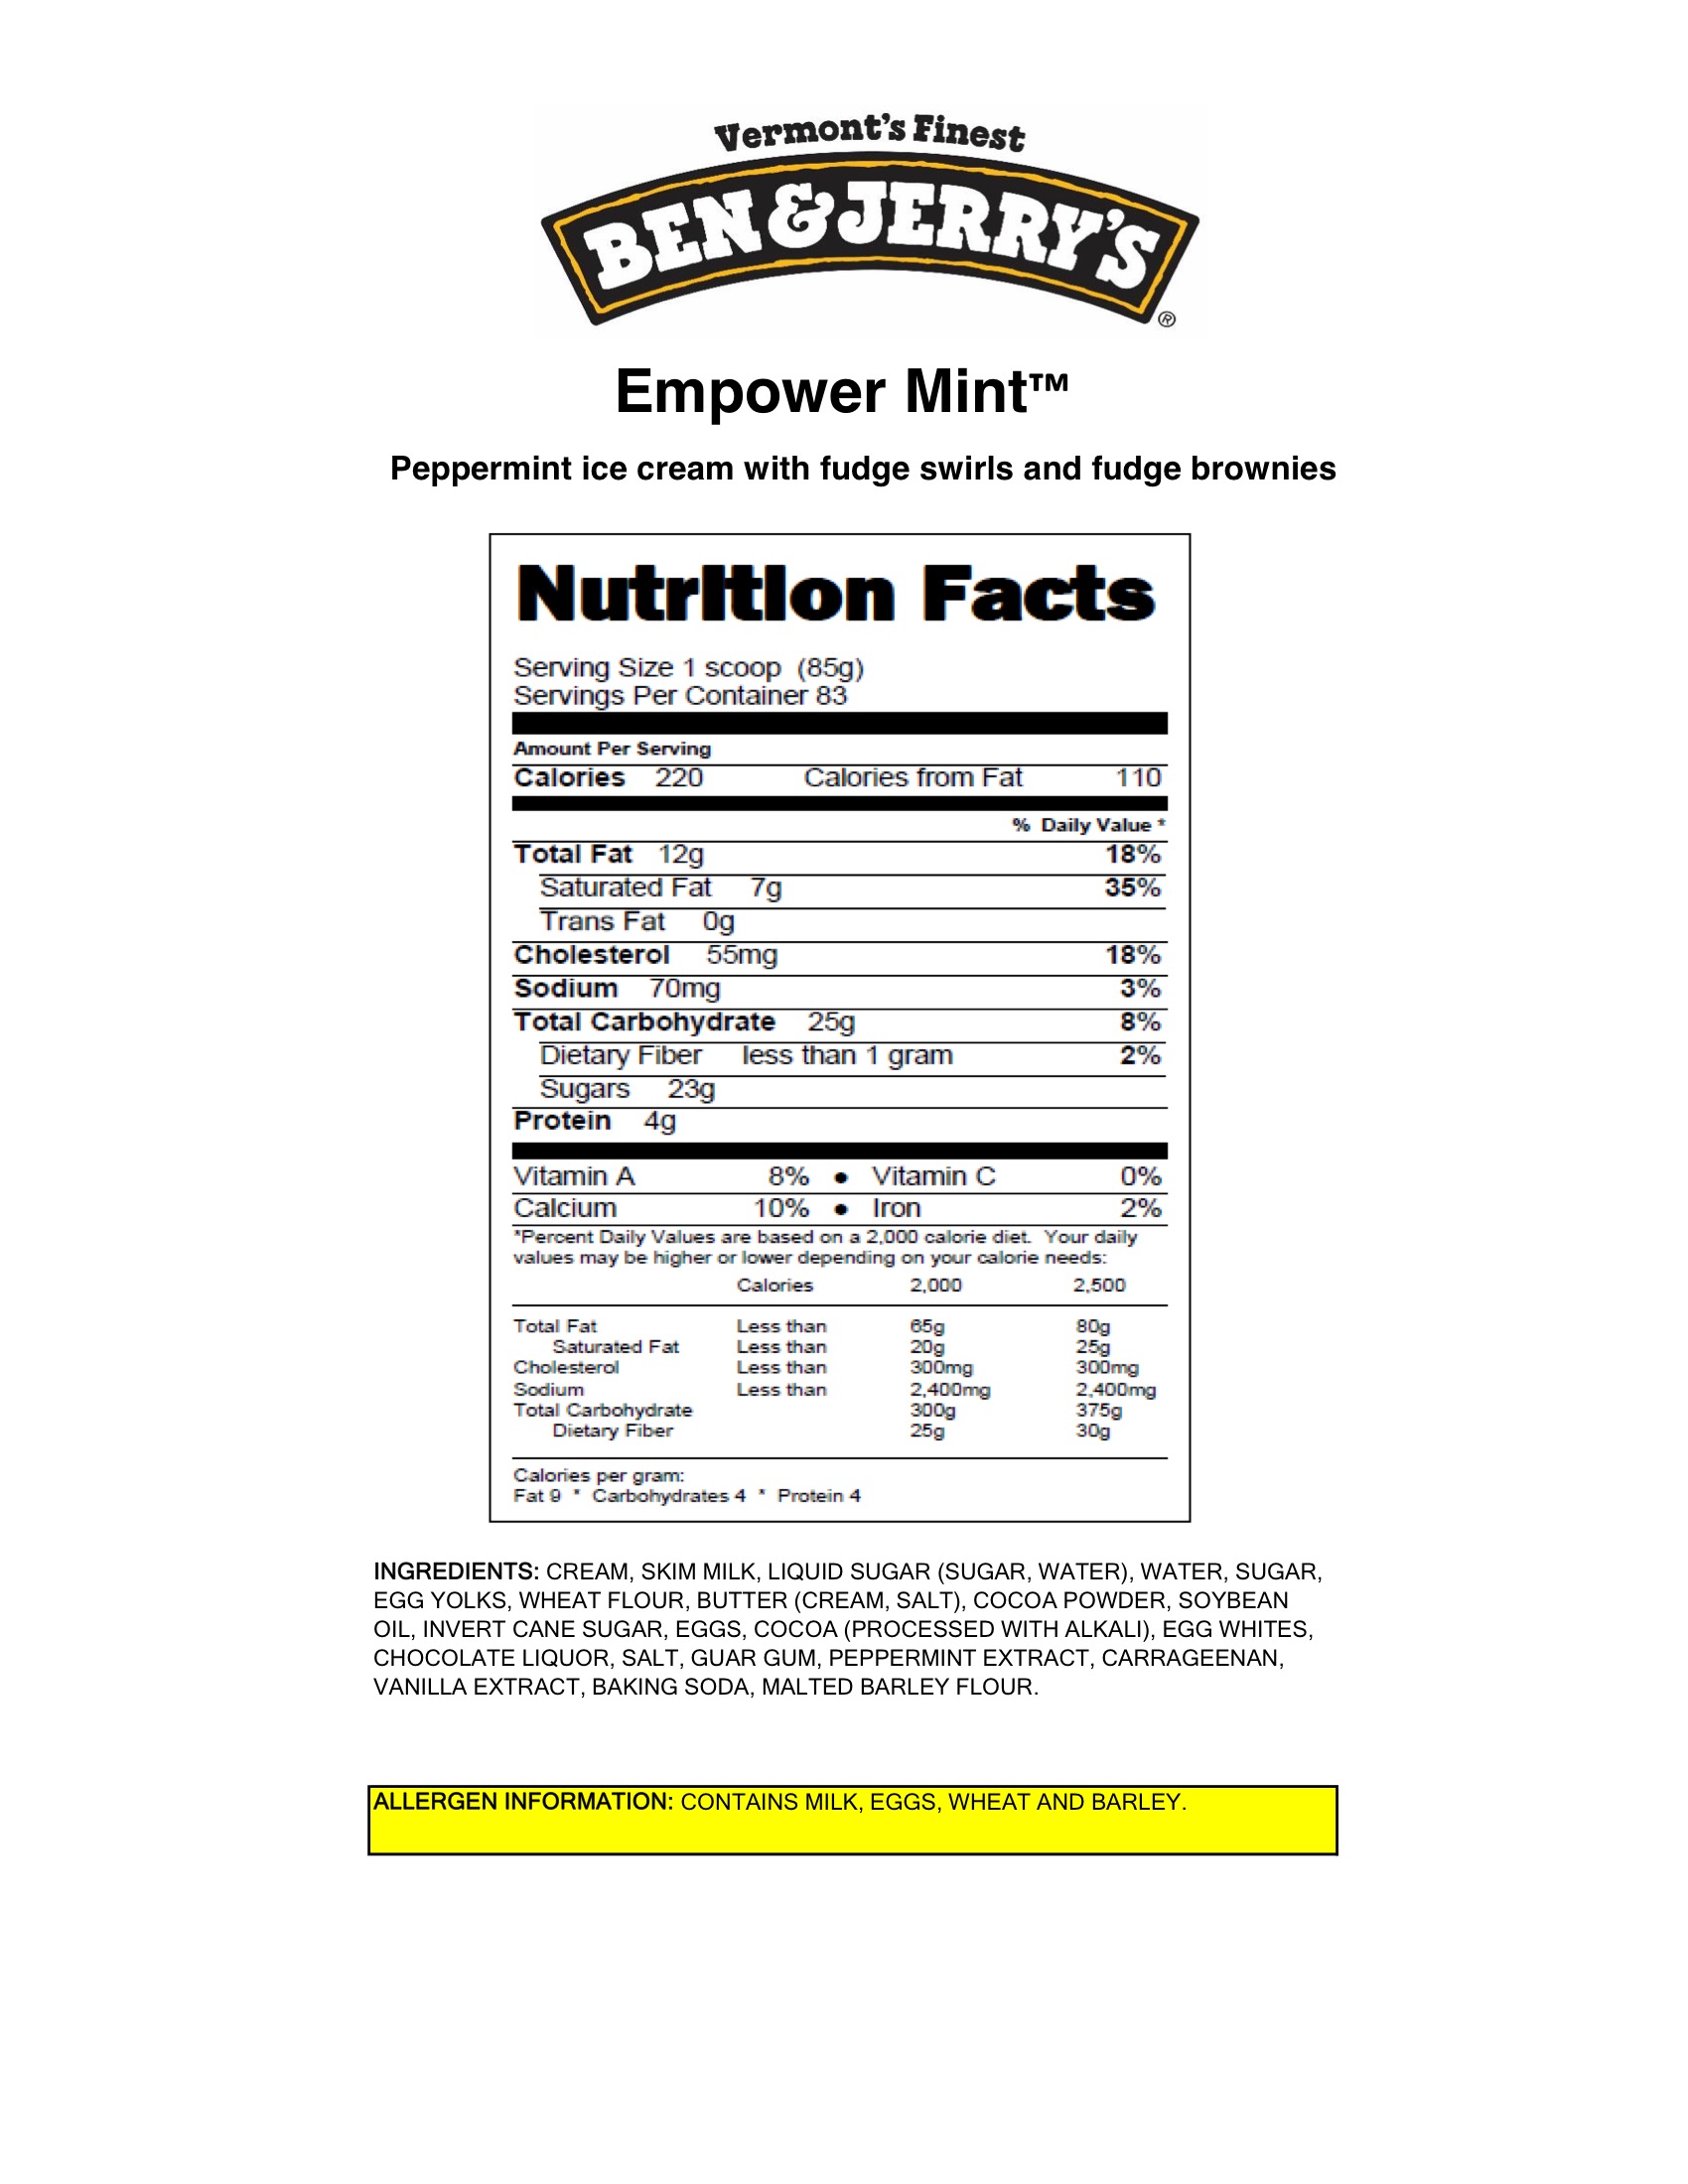 Vermont's Finest
BEN & JERRY'S
®
Empower Mint™
Peppermint ice cream with fudge swirls and fudge brownies
Nutrition Facts
Serving Size 1 scoop (85g)
Servings Per Container 83
Amount Per Serving
Calories 220 Calories from Fat 110
% Daily Value *
Total Fat 12g 18%
Saturated Fat 7g 35%
Trans Fat 0g
Cholesterol 55mg 18%
Sodium 70mg 3%
Total Carbohydrate 25g 8%
Dietary Fiber less than 1 gram 2%
Sugars 23g
Protein 4g
Vitamin A 8% • Vitamin C 0%
Calcium 10% • Iron 2%
*Percent Daily Values are based on a 2,000 calorie diet. Your daily
values may be higher or lower depending on your calorie needs:
Calories 2,000 2,500
Total Fat Less than 65g 80g
Saturated Fat Less than 20g 25g
Cholesterol Less than 300mg 300mg
Sodium Less than 2,400mg 2,400mg
Total Carbohydrate 300g 375g
Dietary Fiber 25g 30g
Calories per gram:
Fat 9 * Carbohydrates 4 * Protein 4
INGREDIENTS: CREAM, SKIM MILK, LIQUID SUGAR (SUGAR, WATER), WATER, SUGAR,
EGG YOLKS, WHEAT FLOUR, BUTTER (CREAM, SALT), COCOA POWDER, SOYBEAN
OIL, INVERT CANE SUGAR, EGGS, COCOA (PROCESSED WITH ALKALI), EGG WHITES,
CHOCOLATE LIQUOR, SALT, GUAR GUM, PEPPERMINT EXTRACT, CARRAGEENAN,
VANILLA EXTRACT, BAKING SODA, MALTED BARLEY FLOUR.
ALLERGEN INFORMATION: CONTAINS MILK, EGGS, WHEAT AND BARLEY.